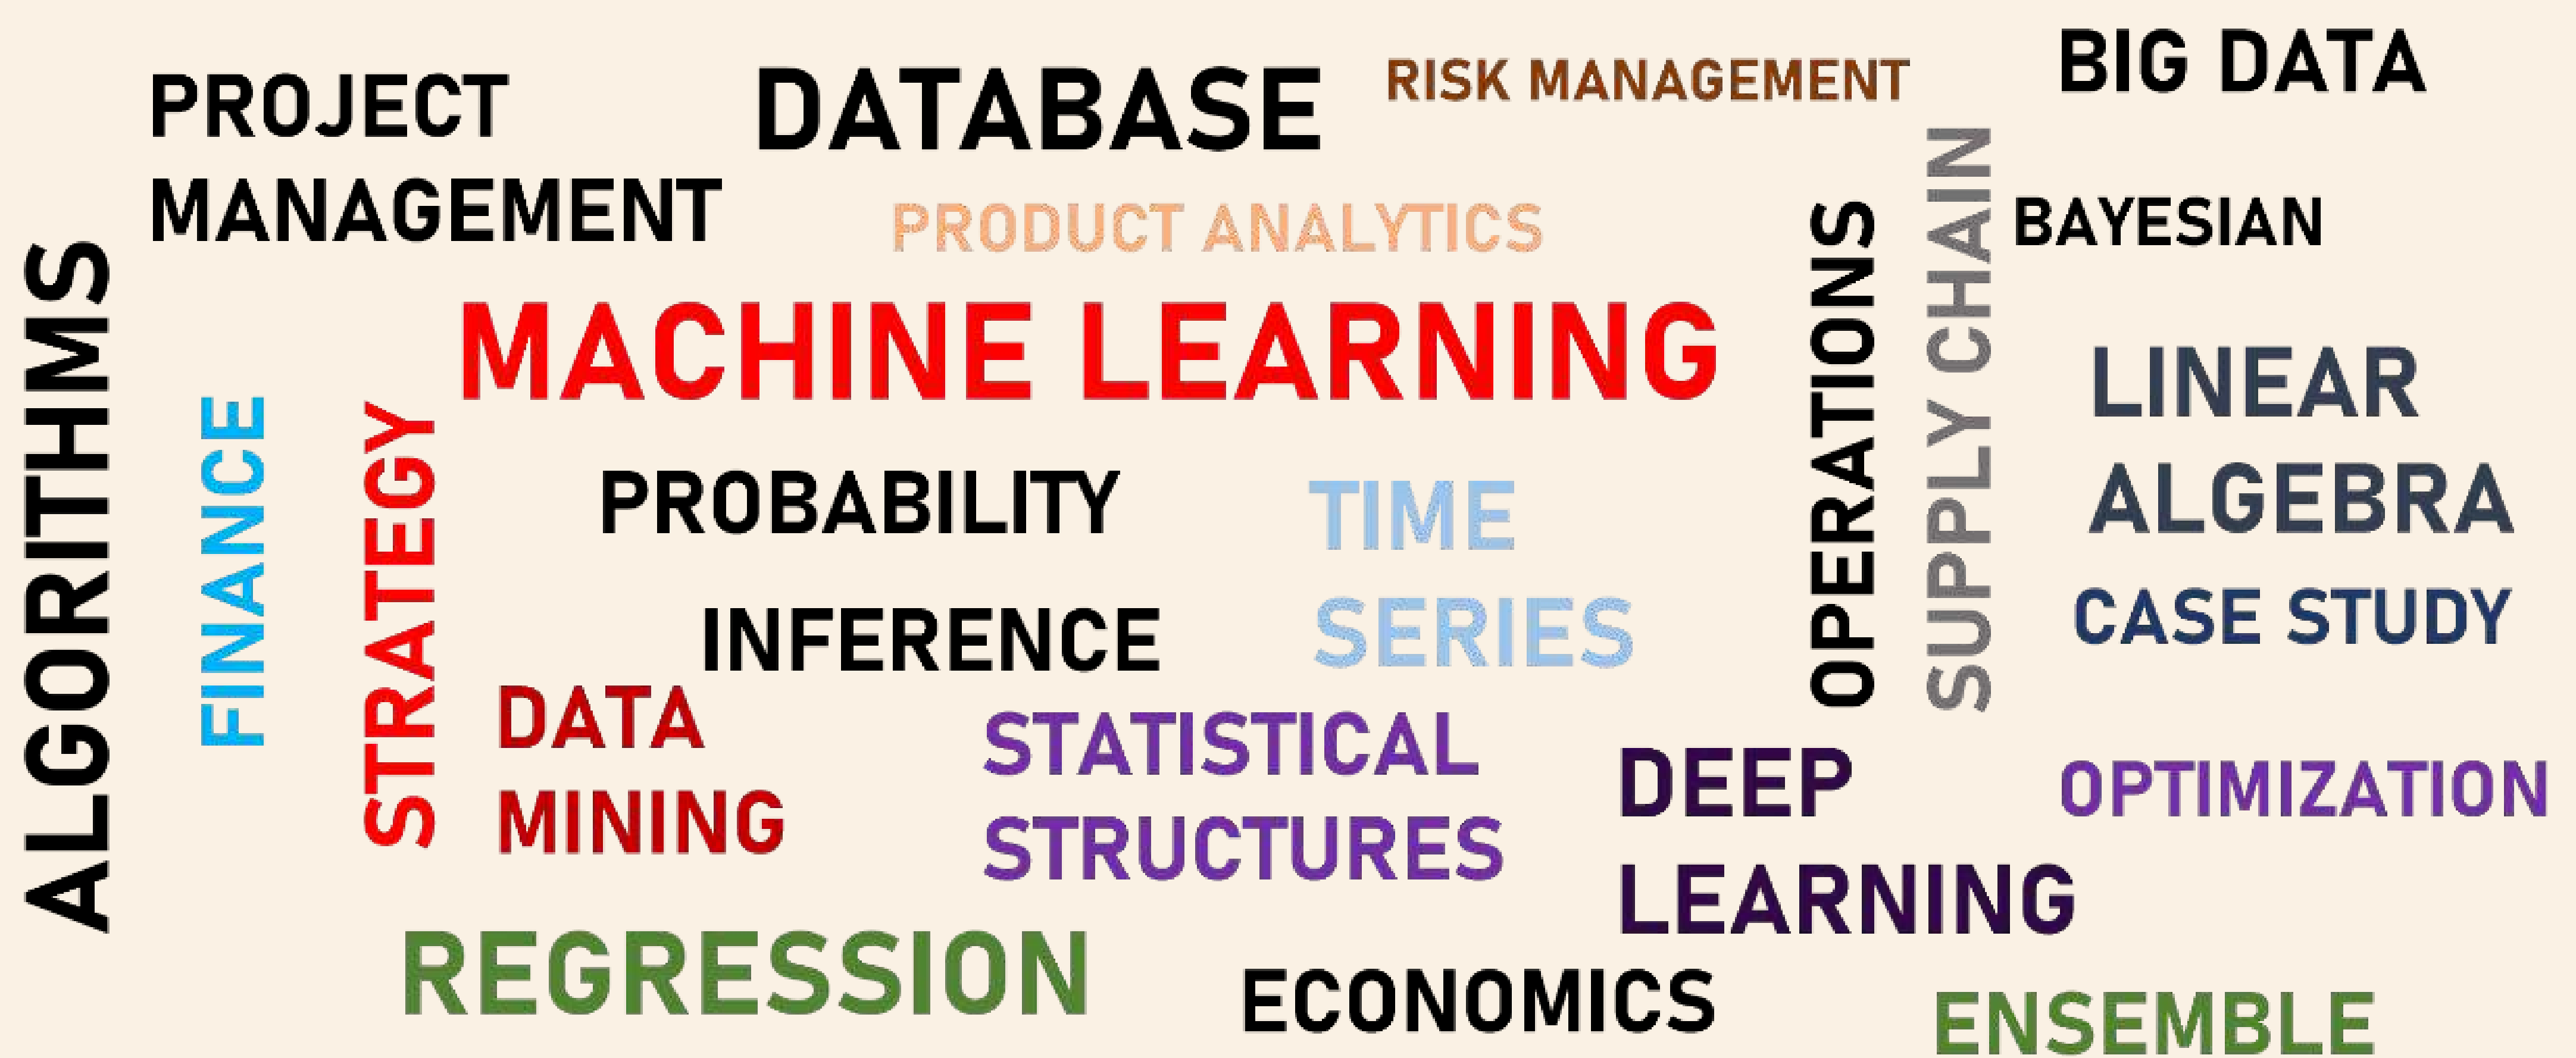 PROJECT
MANAGEMENT
DATABASE
RISK MANAGEMENT
BIG DATA
PRODUCT ANALYTICS
BAYESIAN
ALGORITHMS
MACHINE LEARNING
OPERATIONS
SUPPLY CHAIN
LINEAR
ALGEBRA
FINANCE
STRATEGY
PROBABILITY
TIME
SERIES
CASE STUDY
INFERENCE
DATA
MINING
STATISTICAL
STRUCTURES
DEEP
LEARNING
OPTIMIZATION
REGRESSION
ECONOMICS
ENSEMBLE